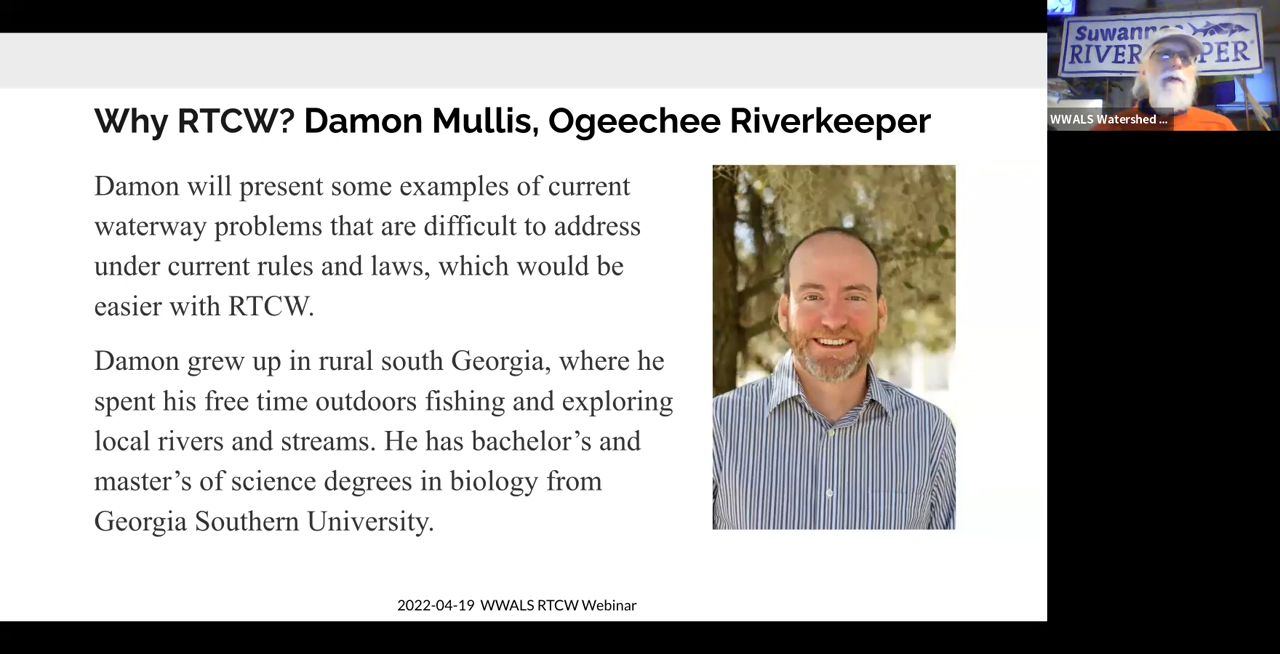 Why RTCW? Damon Mullis, Ogeechee Riverkeeper
Damon will present some examples of current
waterway problems that are difficult to address
under current rules and laws, which would be
easier with RTCW.
Damon grew up in rural south Georgia, where he
spent his free time outdoors fishing and exploring
local rivers and streams. He has bachelor’s and
master’s of science degrees in biology from
Georgia Southern University.
2022-04-19 WWALS RTCW Webinar
WWALS Watershed ...